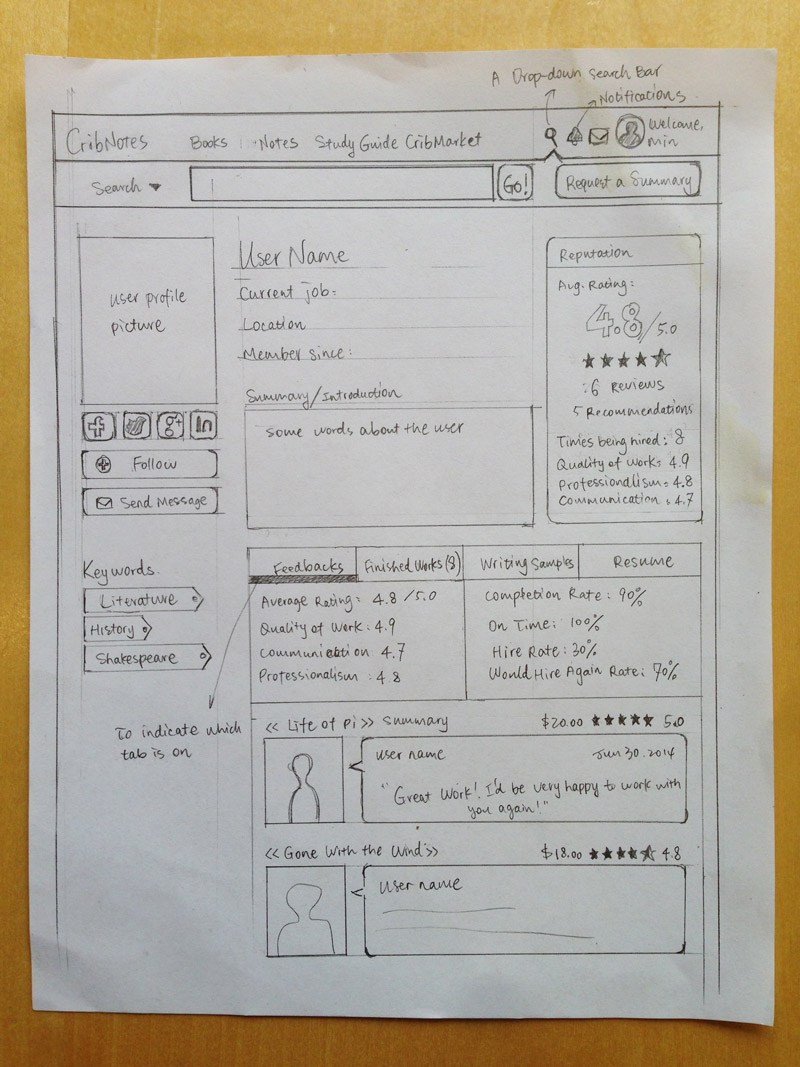 A Drop-down search Bar
Notifications
CribNotes Books Notes Study Guide CribMarket Welcome,
Min
Search Go! Request a Summary
user profile
picture
Follow
Send Message
Keywords.
Literature
History
Shakespeare
User Name
Current job:
Location
Member since:
Summary/Introduction
some words about the user
Reputation
Avg. Rating:
4.8/5.0
6 Reviews
5 Recommendations
Times being hired: 8
Quality of work: 4.9
Professionalism: 4.8
Communication: 4.7
Feedbacks Finished Works (8) Writing Samples Resume
Average Rating: 4.8 /5.0
Quality of Work: 4.9
Communication: 4.7
Professionalism: 4.8
Completion Rate: 90%
On Time: 100%
Hire Rate: 30%
Would Hire Again Rate: 70%
To indicate which
tab is on
<< Life of Pi >> Summary $20.00 ★★★★★ 5.0
user name Jun 30. 2014
"Great Work! I'd be very happy to work with
you again!"
<< Gone With the Wind >> $18.00 4.8
User name